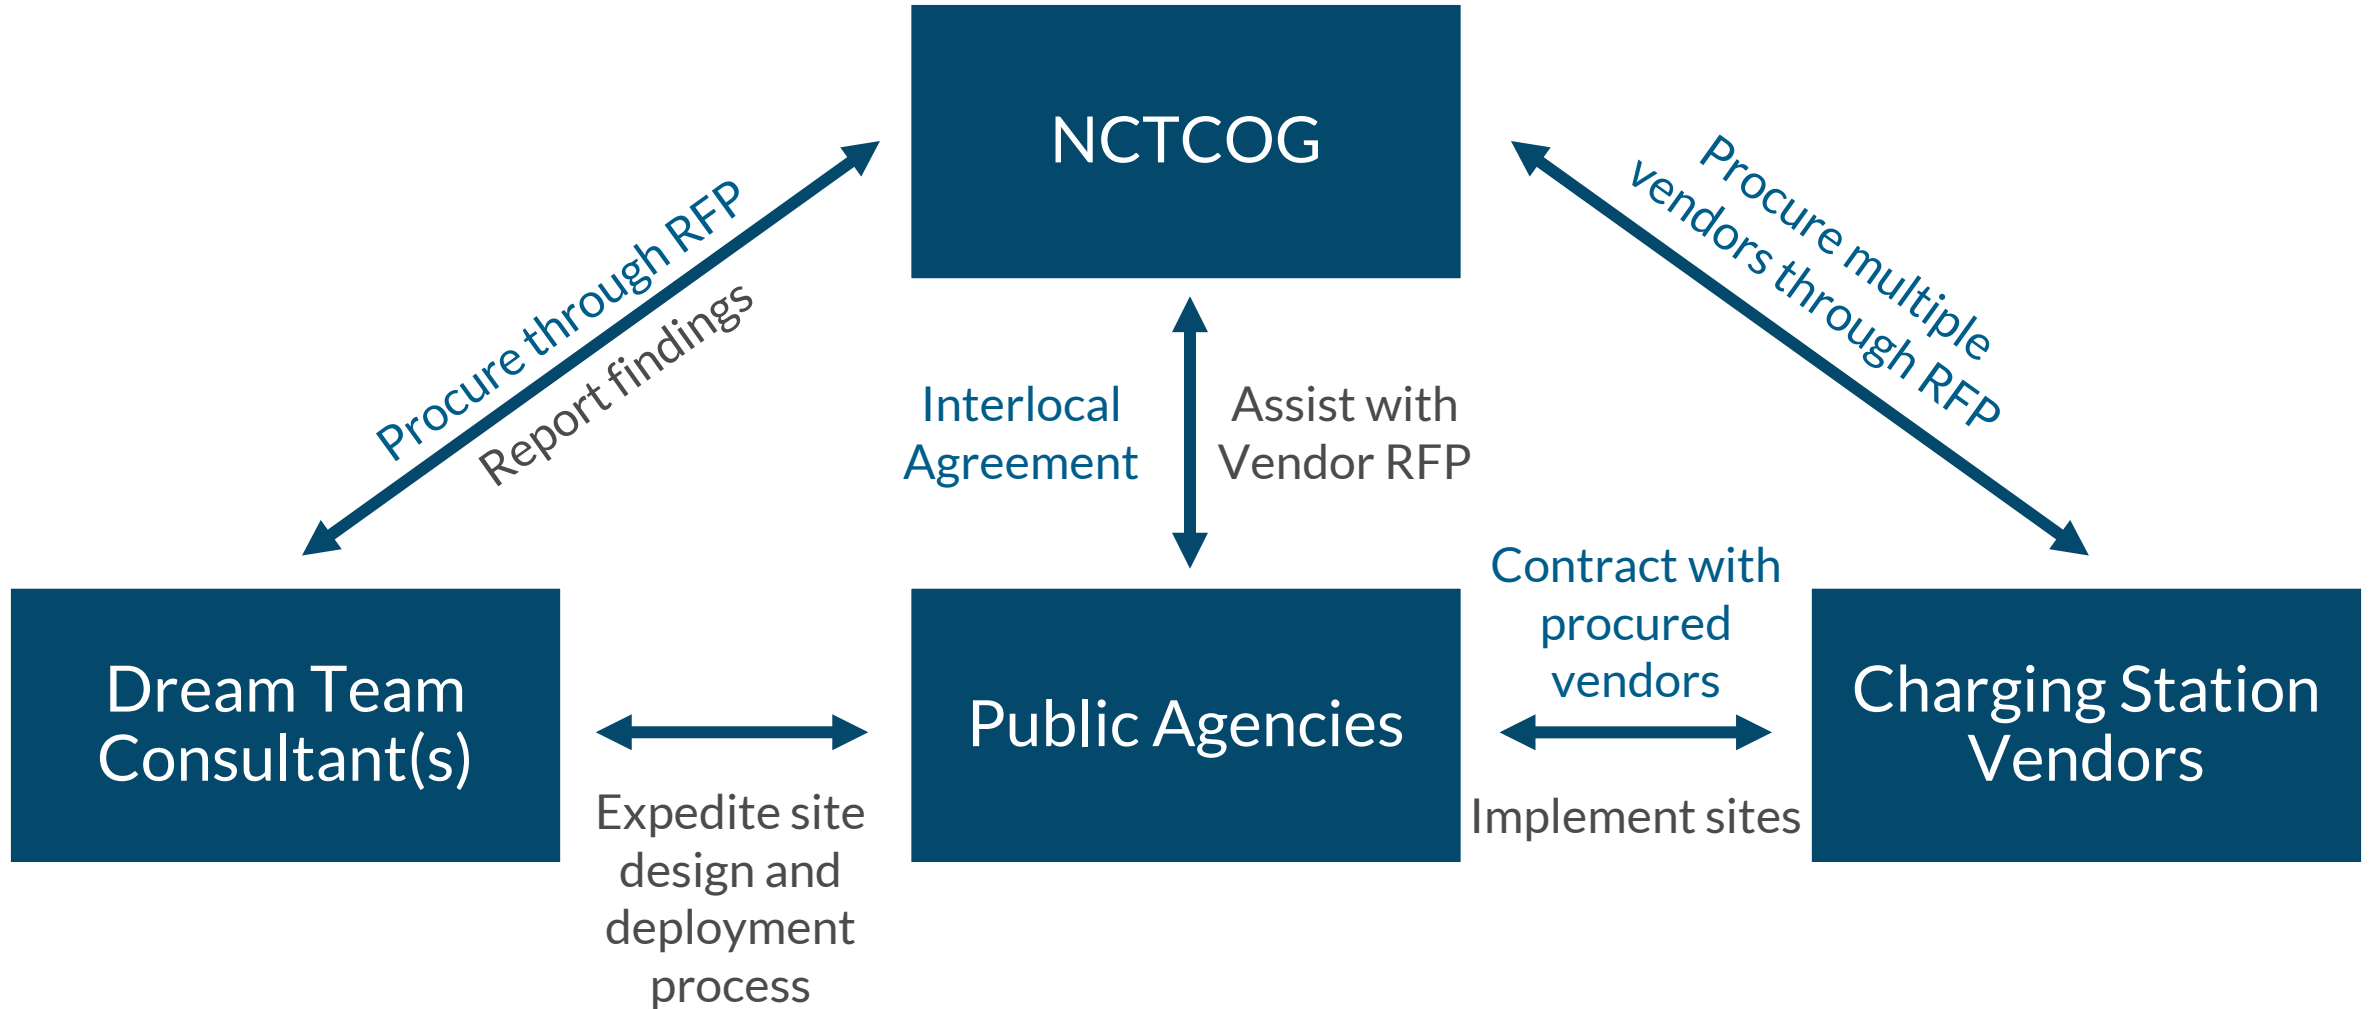 NCTCOG
Procure through RFP
Report findings
Procure multiple
vendors through RFP
Interlocal
Agreement
Assist with
Vendor RFP
Dream Team
Consultant(s)
Expedite site
design and
deployment
process
Public Agencies
Contract with
procured
vendors
Implement sites
Charging Station
Vendors